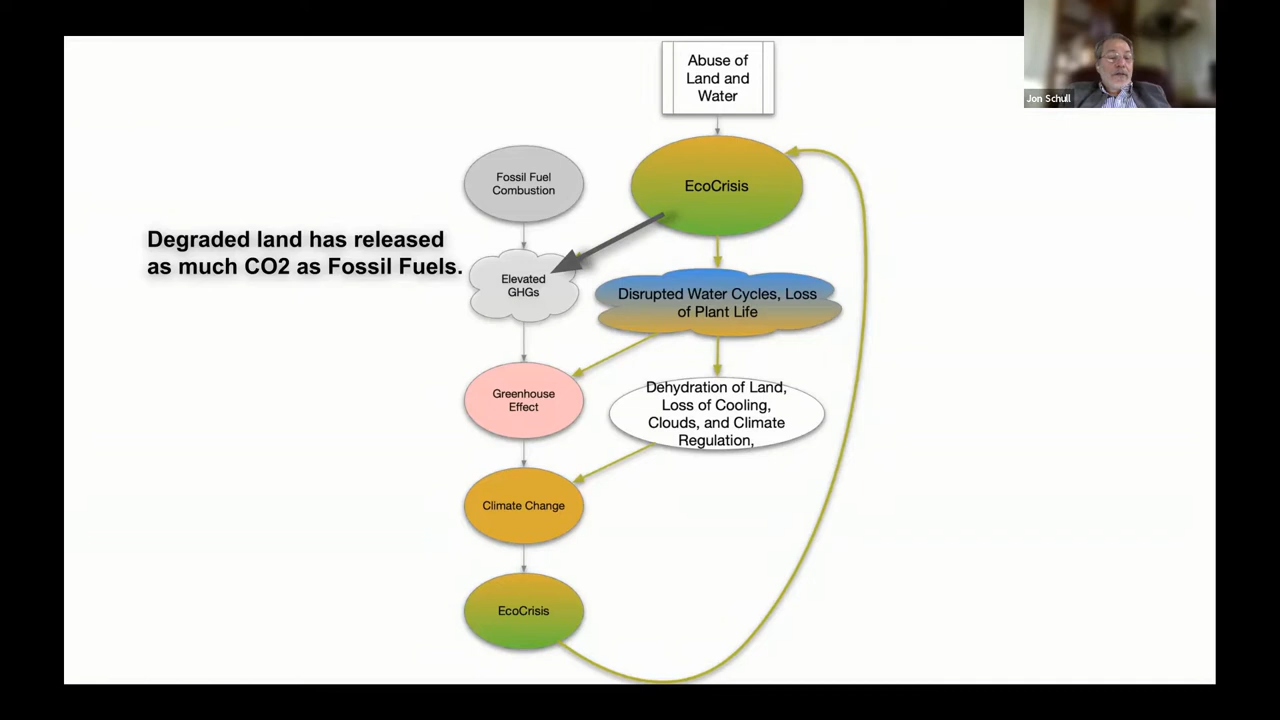 Abuse of
Land and
Water
Jon Schull
EcoCrisis
Fossil Fuel
Combustion
Degraded land has released
as much CO2 as Fossil Fuels.
Elevated
GHGs
Disrupted Water Cycles, Loss
of Plant Life
Greenhouse
Effect
Dehydration of Land,
Loss of Cooling,
Clouds, and Climate
Regulation,
Climate Change
EcoCrisis